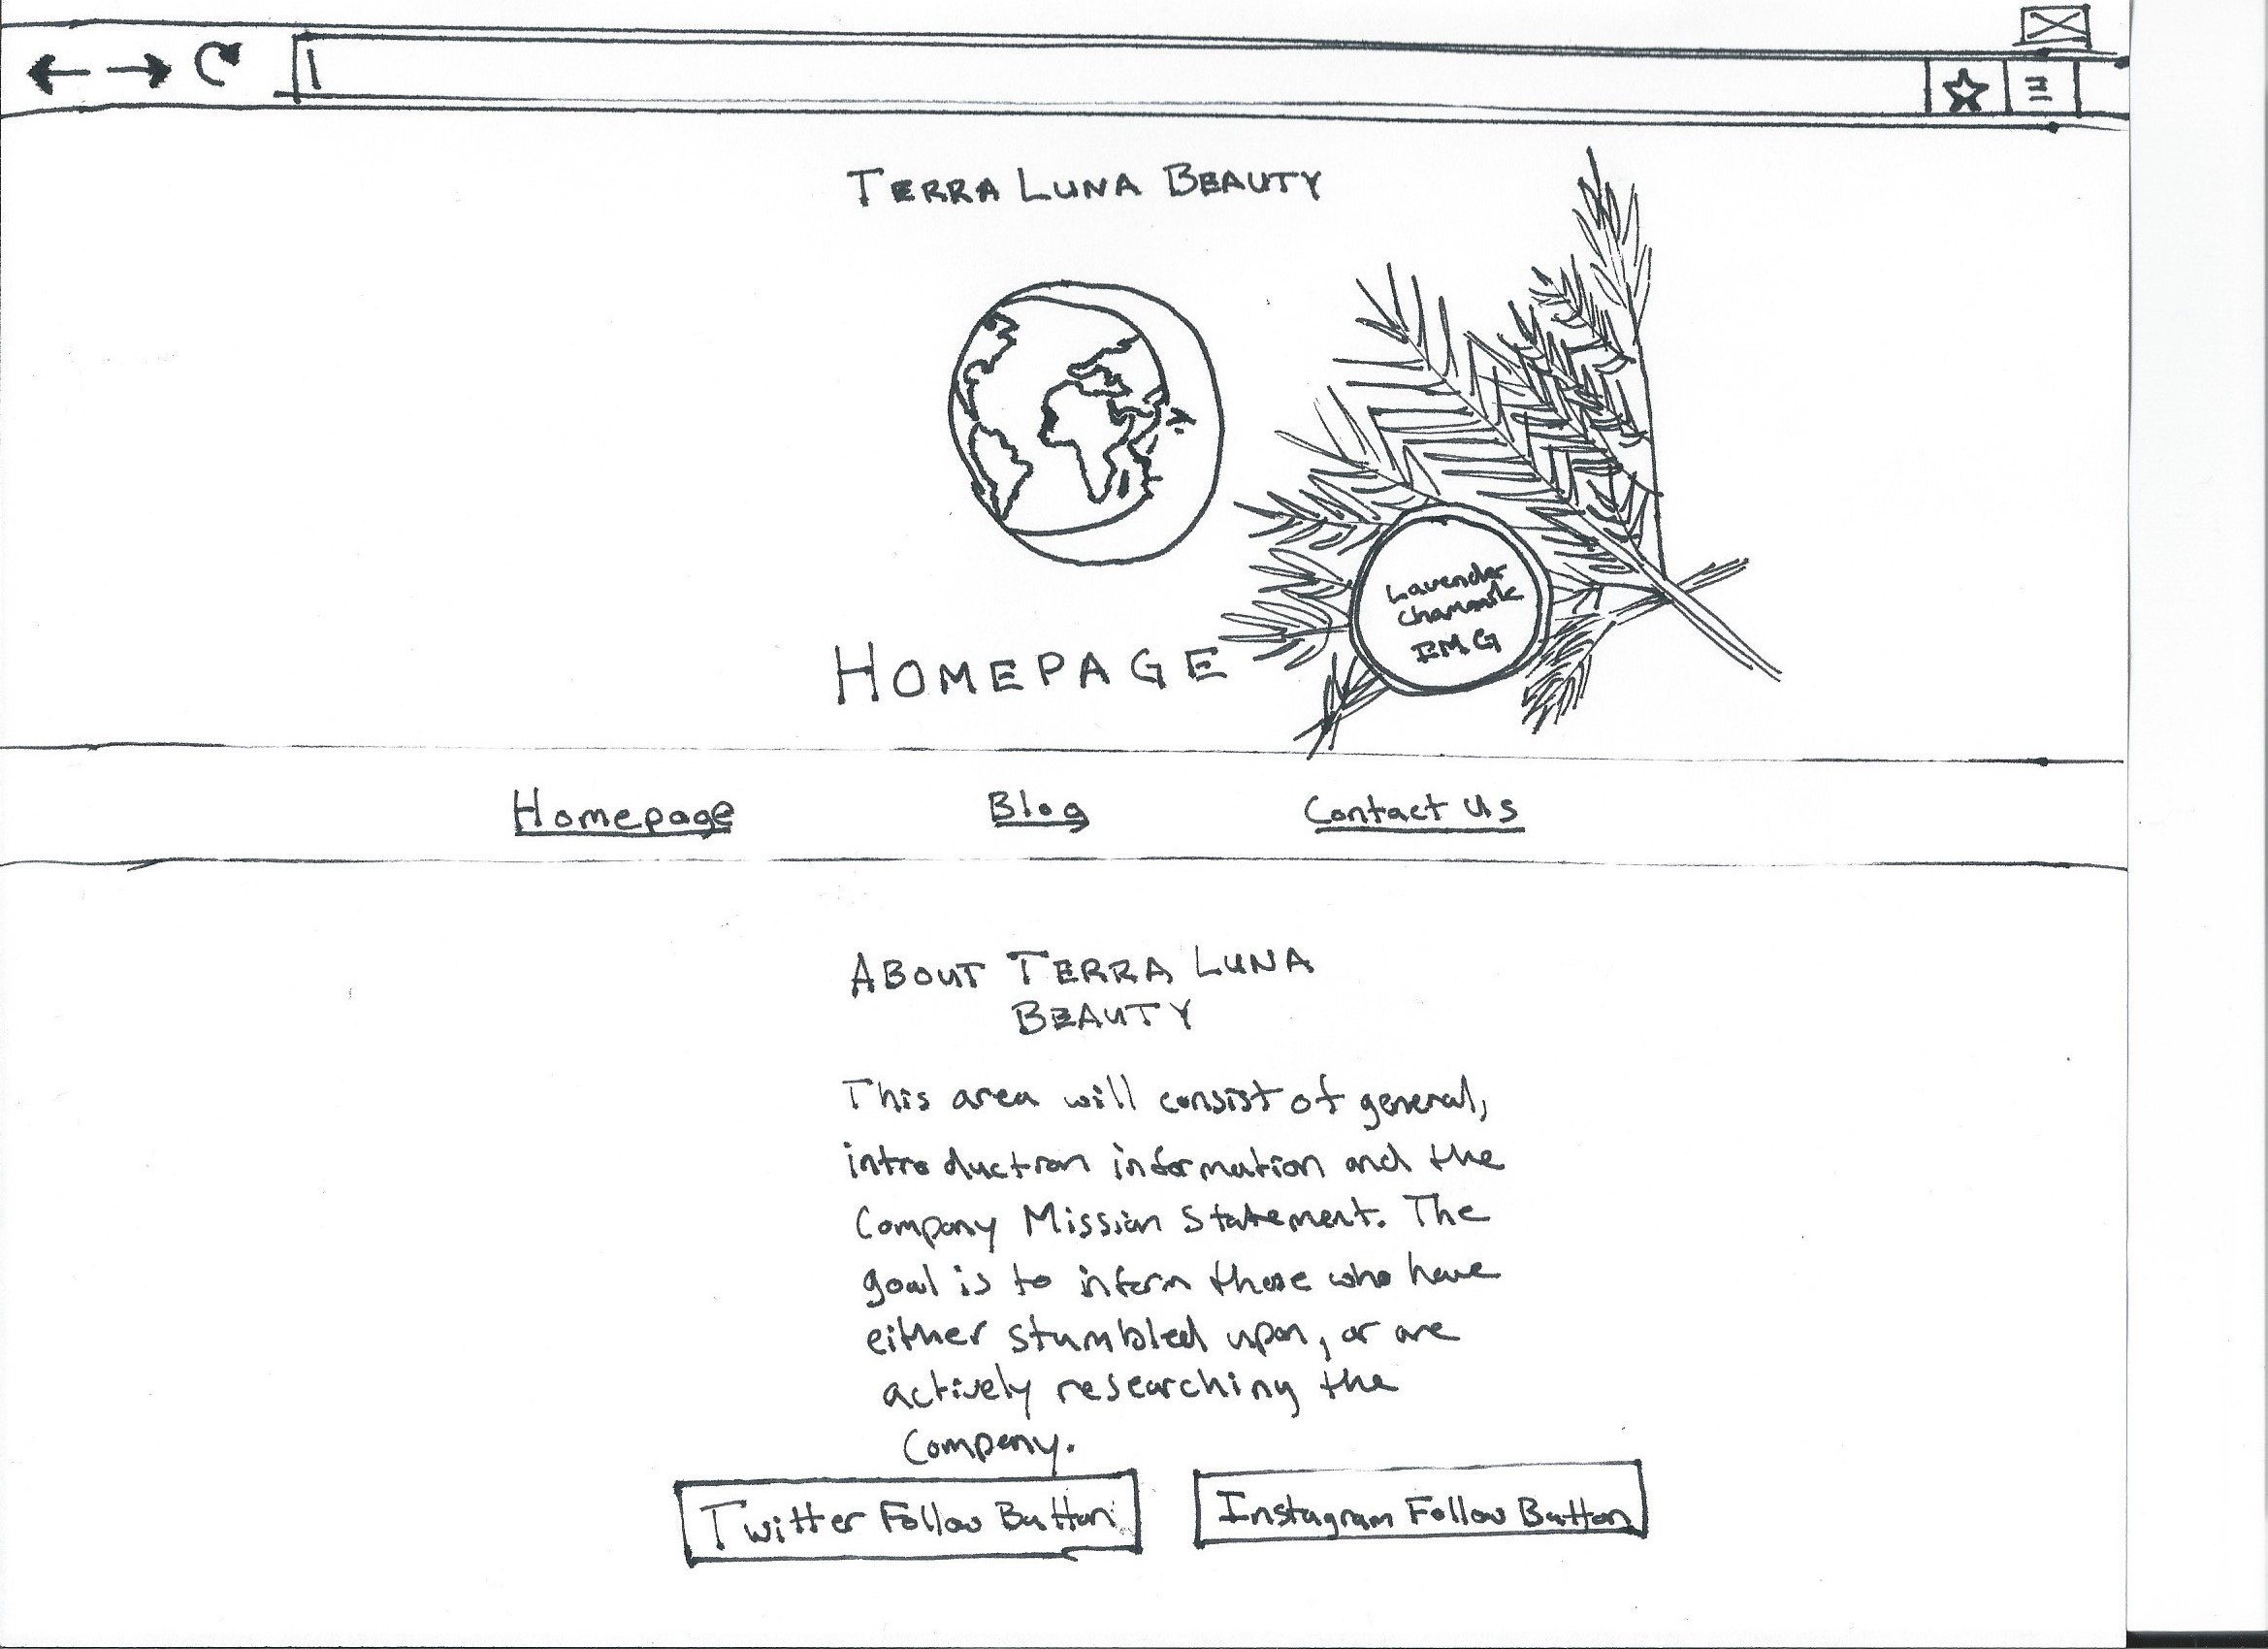 TERRA LUNA BEAUTY
Lavender
IMG
HOMEPAGE
Homepage
Blog
Contact Us
ABOUT TERRA LUNA
BEAUTY
This area will consist of general,
introduction information and the
Company Mission Statement. The
goal is to inform those who have
either stumbled upon, or are
actively researching the
Company.
Twitter Follow Button
Instagram Follow Button